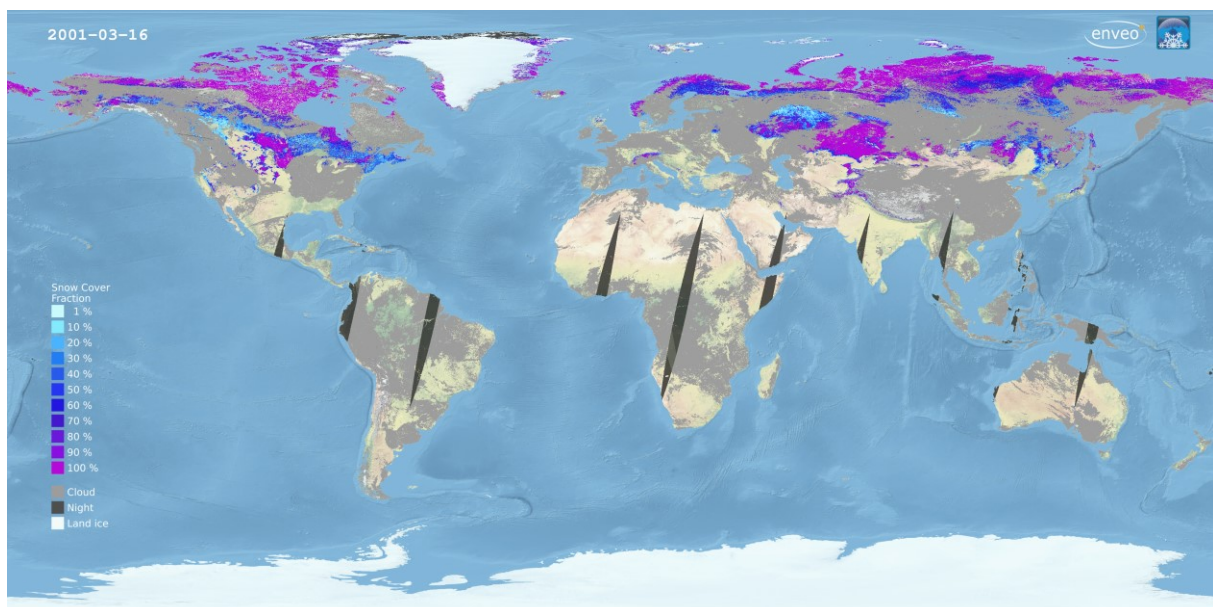 2001-03-16
enveo
Snow Cover
Fraction
1 %
10 %
20 %
30 %
40 %
50 %
60 %
70 %
80 %
90 %
100 %
Cloud
Night
Land ice